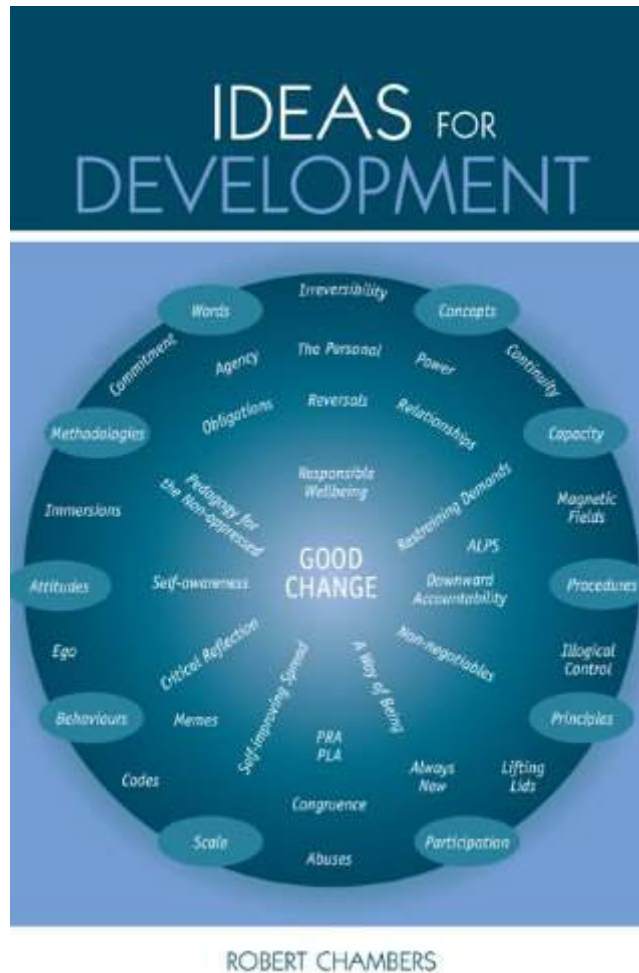 IDEAS FOR
DEVELOPMENT
Irreversibility
Words
Concepts
Commitment
Agency
The Personal
Power
Continuity
Obligations
Reversals
Relationships
Methodologies
Capacity
Responsible
Wellbeing
Pedagogy for
the Non-oppressed
Restraining Demands
Immersions
Magnetic
Fields
ALPS
GOOD
CHANGE
Attitudes
Self-awareness
Downward
Accountability
Procedures
Ego
Critical Reflection
Self-improving Spread
A Way of Being
Non-negotiables
Illogical
Control
Behaviours
Memes
Principles
PRA
PLA
Codes
Always
New
Lifting
Lids
Congruence
Scale
Participation
Abuses
ROBERT CHAMBERS